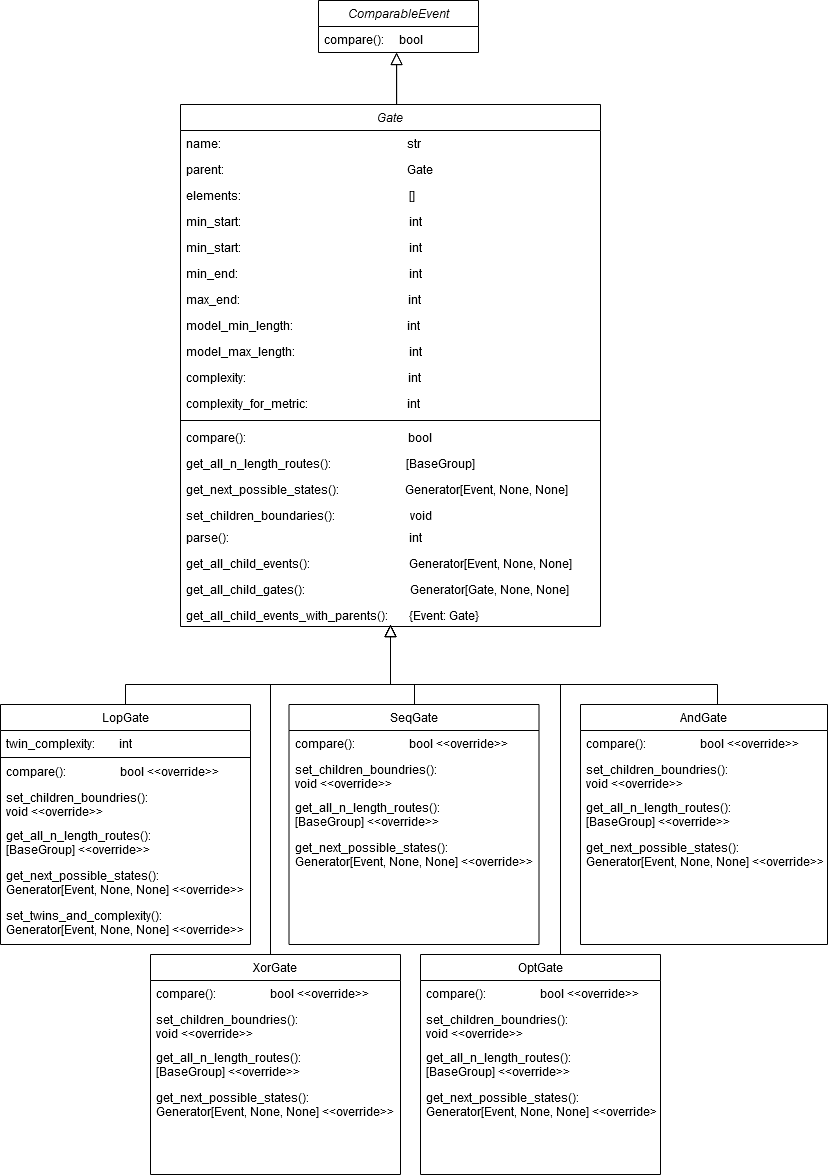 ComparableEvent
compare(): bool
Gate
name: str
parent: Gate
elements: []
min_start: int
min_start: int
min_end: int
max_end: int
model_min_length: int
model_max_length: int
complexity: int
complexity_for_metric: int
compare(): bool
get_all_n_length_routes(): [BaseGroup]
get_next_possible_states(): Generator[Event, None, None]
set_children_boundaries(): void
parse(): int
get_all_child_events(): Generator[Event, None, None]
get_all_child_gates(): Generator[Gate, None, None]
get_all_child_events_with_parents(): {Event: Gate}
LopGate
twin_complexity: int
compare(): bool <<override>>
set_children_boundries():
void <<override>>
get_all_n_length_routes():
[BaseGroup] <<override>>
get_next_possible_states():
Generator[Event, None, None] <<override>>
set_twins_and_complexity():
Generator[Event, None, None] <<override>>
SeqGate
compare(): bool <<override>>
set_children_boundries():
void <<override>>
get_all_n_length_routes():
[BaseGroup] <<override>>
get_next_possible_states():
Generator[Event, None, None] <<override>>
AndGate
compare(): bool <<override>>
set_children_boundries():
void <<override>>
get_all_n_length_routes():
[BaseGroup] <<override>>
get_next_possible_states():
Generator[Event, None, None] <<override>>
XorGate
compare(): bool <<override>>
set_children_boundries():
void <<override>>
get_all_n_length_routes():
[BaseGroup] <<override>>
get_next_possible_states():
Generator[Event, None, None] <<override>>
OptGate
compare(): bool <<override>>
set_children_boundries():
void <<override>>
get_all_n_length_routes():
[BaseGroup] <<override>>
get_next_possible_states():
Generator[Event, None, None] <<override>